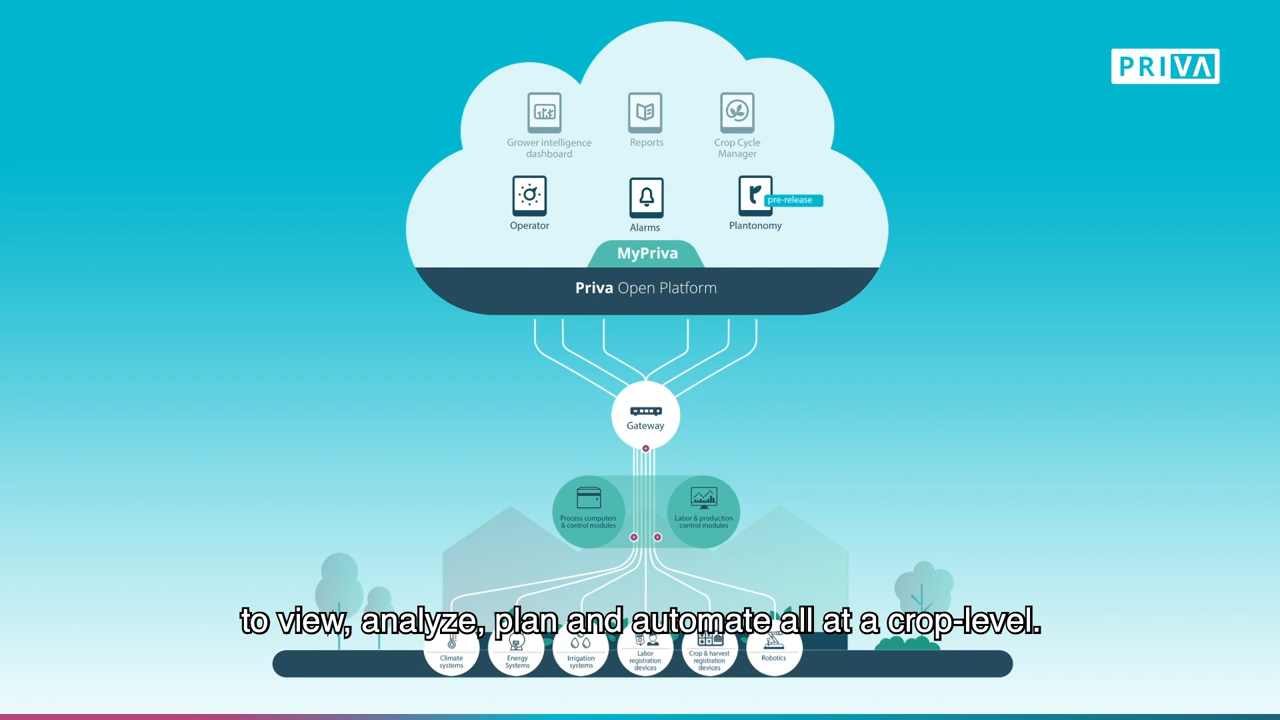 PRIVA
Grower intelligence
dashboard
Reports
Crop Cycle
Manager
Operator
Alarms
pre-release
Plantonomy
MyPriva
Priva Open Platform
Gateway
Process computers
& control modules
Labor & production
control modules
to view, analyze, plan and automate all at a crop-level.
Climate
systems
Energy
Systems
Irrigation
systems
Labor
registration
devices
Crop & harvest
registration
devices
Robotics